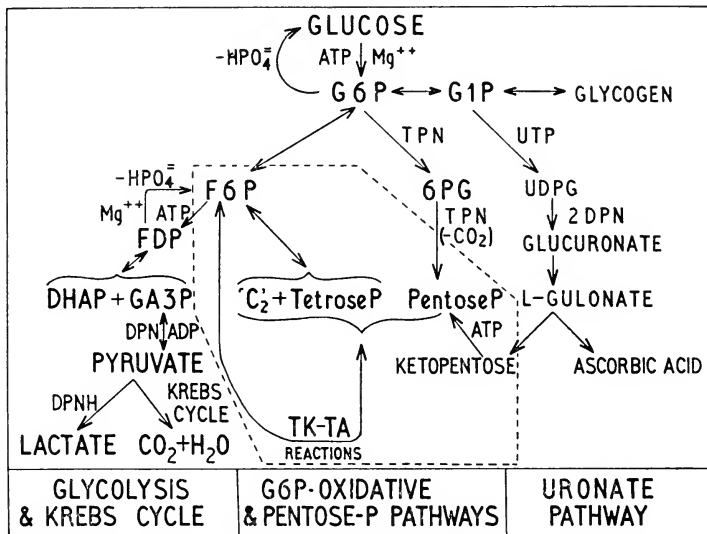 GLUCOSE
-HPO₄⁼ ATP Mg⁺⁺
G6P G1P GLYCOGEN
TPN UTP
-HPO₄⁼ F6P 6PG UDPG
Mg⁺⁺ ATP TPN 2 DPN
FDP (-CO₂) GLUCURONATE
DHAP + GA3P 'C₂' + TetroseP PentoseP L-GULONATE
DPN ADP ATP
PYRUVATE KETOPENTOSE ASCORBIC ACID
DPNH KREBS
CYCLE
LACTATE CO₂+H₂O TK-TA
REACTIONS
GLYCOLYSIS
& KREBS CYCLE
G6P-OXIDATIVE
& PENTOSE-P PATHWAYS
URONATE
PATHWAY